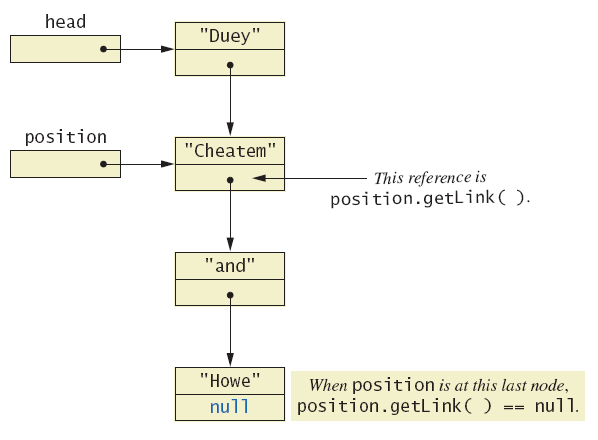 head
"Duey"
position
"Cheatem"
This reference is
position.getLink( ).
"and"
"Howe"
null
When position is at this last node,
position.getLink( ) == null.